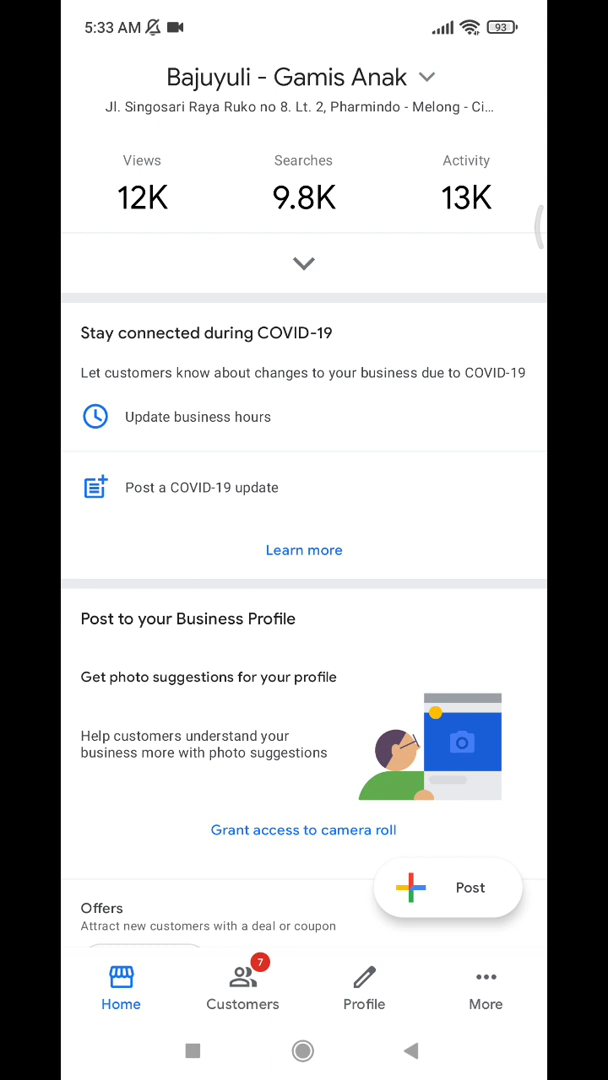 5:33 AM
93
Bajuyuli - Gamis Anak
Jl. Singosari Raya Ruko no 8. Lt. 2, Pharmindo - Melong - Ci...
Views Searches Activity
12K 9.8K 13K
Stay connected during COVID-19
Let customers know about changes to your business due to COVID-19
Update business hours
Post a COVID-19 update
Learn more
Post to your Business Profile
Get photo suggestions for your profile
Help customers understand your
business more with photo suggestions
Grant access to camera roll
Post
Offers
Attract new customers with a deal or coupon
7
Home Customers Profile More